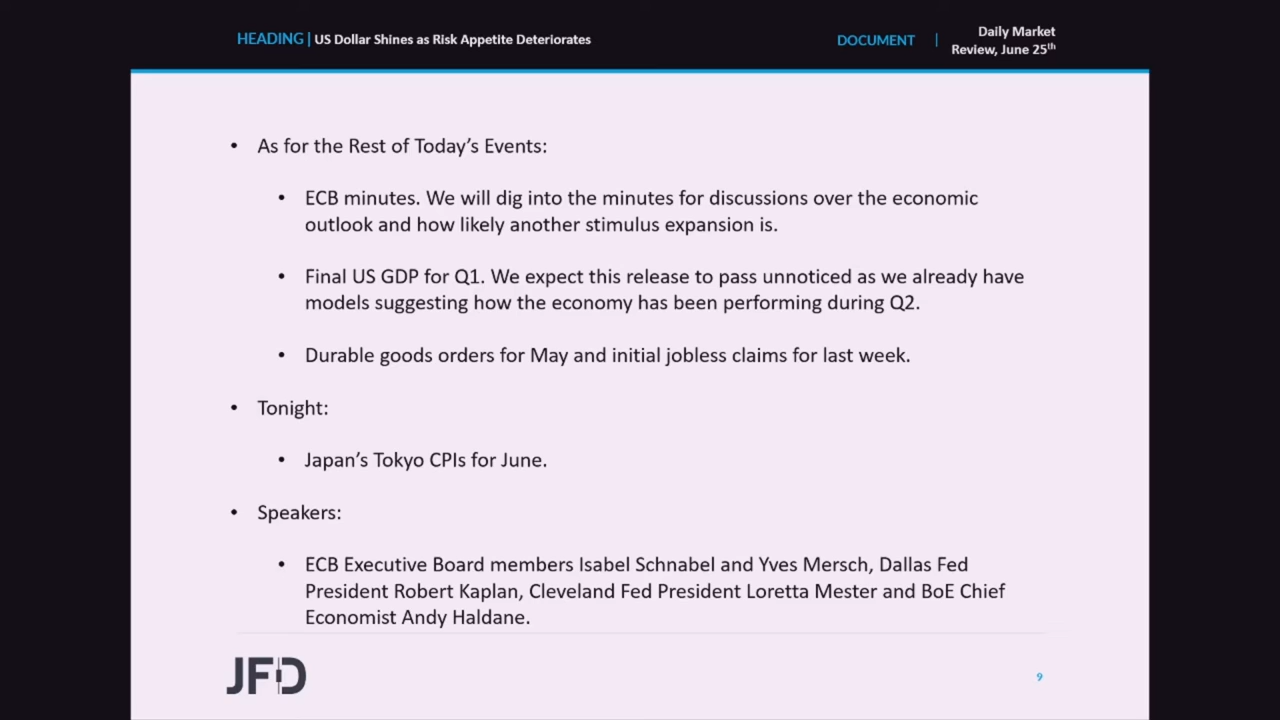 HEADING | US Dollar Shines as Risk Appetite Deteriorates
DOCUMENT | Daily Market
Review, June 25th
• As for the Rest of Today’s Events:
• ECB minutes. We will dig into the minutes for discussions over the economic
outlook and how likely another stimulus expansion is.
• Final US GDP for Q1. We expect this release to pass unnoticed as we already have
models suggesting how the economy has been performing during Q2.
• Durable goods orders for May and initial jobless claims for last week.
• Tonight:
• Japan’s Tokyo CPIs for June.
• Speakers:
• ECB Executive Board members Isabel Schnabel and Yves Mersch, Dallas Fed
President Robert Kaplan, Cleveland Fed President Loretta Mester and BoE Chief
Economist Andy Haldane.
JFD
9